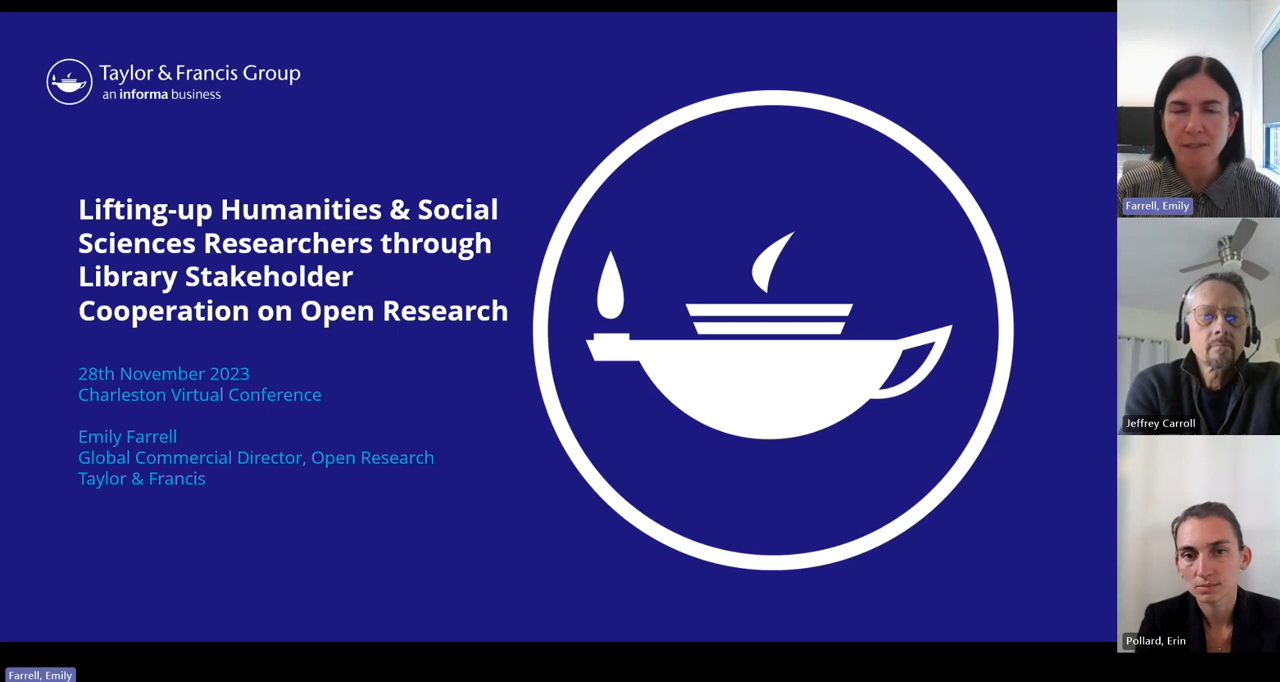 Taylor & Francis Group
an informa business
Lifting-up Humanities & Social
Sciences Researchers through
Library Stakeholder
Cooperation on Open Research
28th November 2023
Charleston Virtual Conference
Emily Farrell
Global Commercial Director, Open Research
Taylor & Francis
Farrell, Emily
Jeffrey Carroll
Pollard, Erin
Farrell, Emily